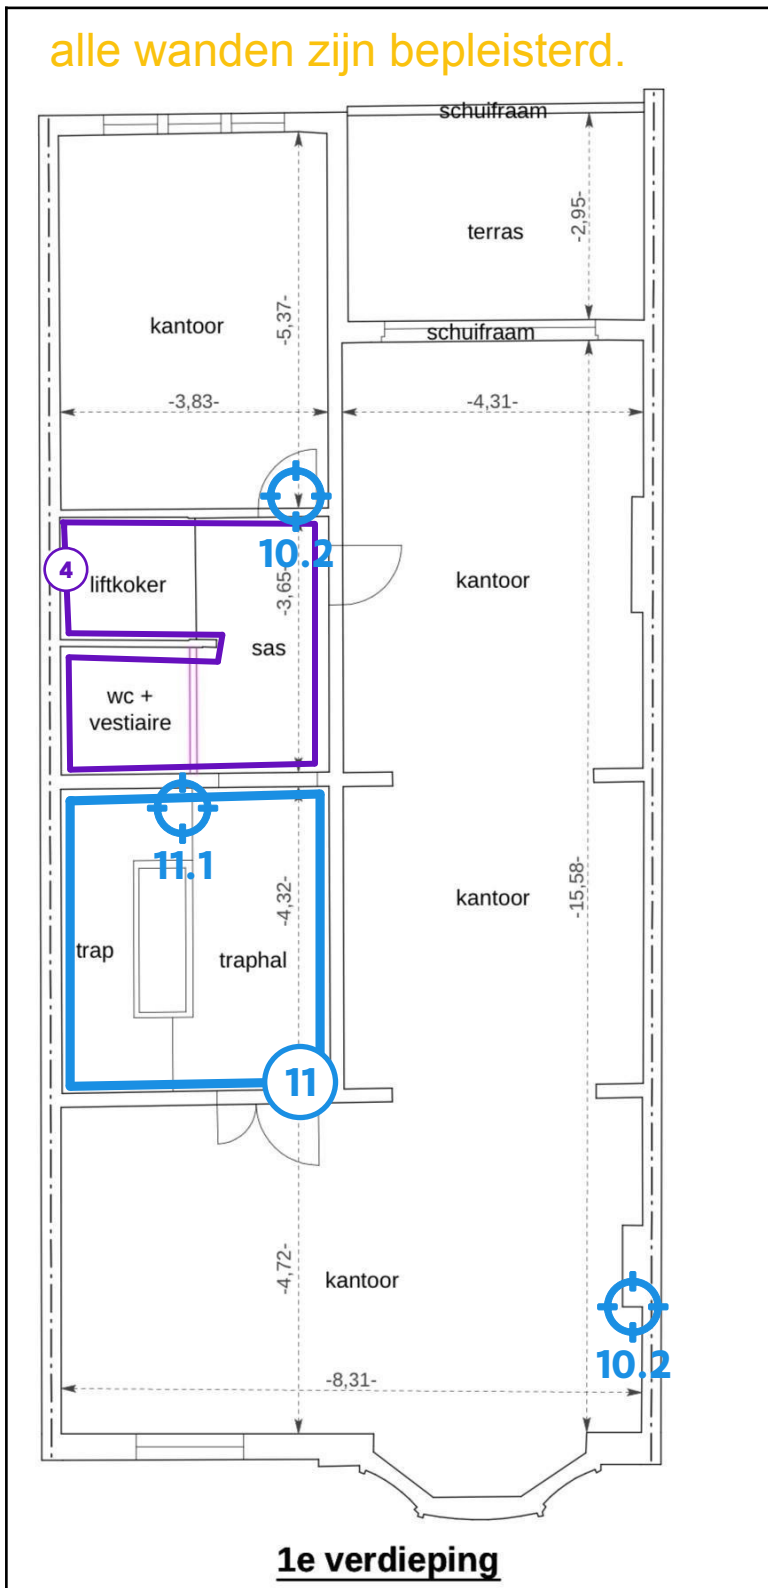 alle wanden zijn bepleisterd.
schuifraam
terras
-2,95-
kantoor
-5,37-
schuifraam
-3,83-
-4,31-
10.2
4
liftkoker
-3,65-
kantoor
sas
wc +
vestiaire
11.1
-4,32-
kantoor
-15,58-
trap
traphal
11
-4,72-
kantoor
10.2
-8,31-
1e verdieping